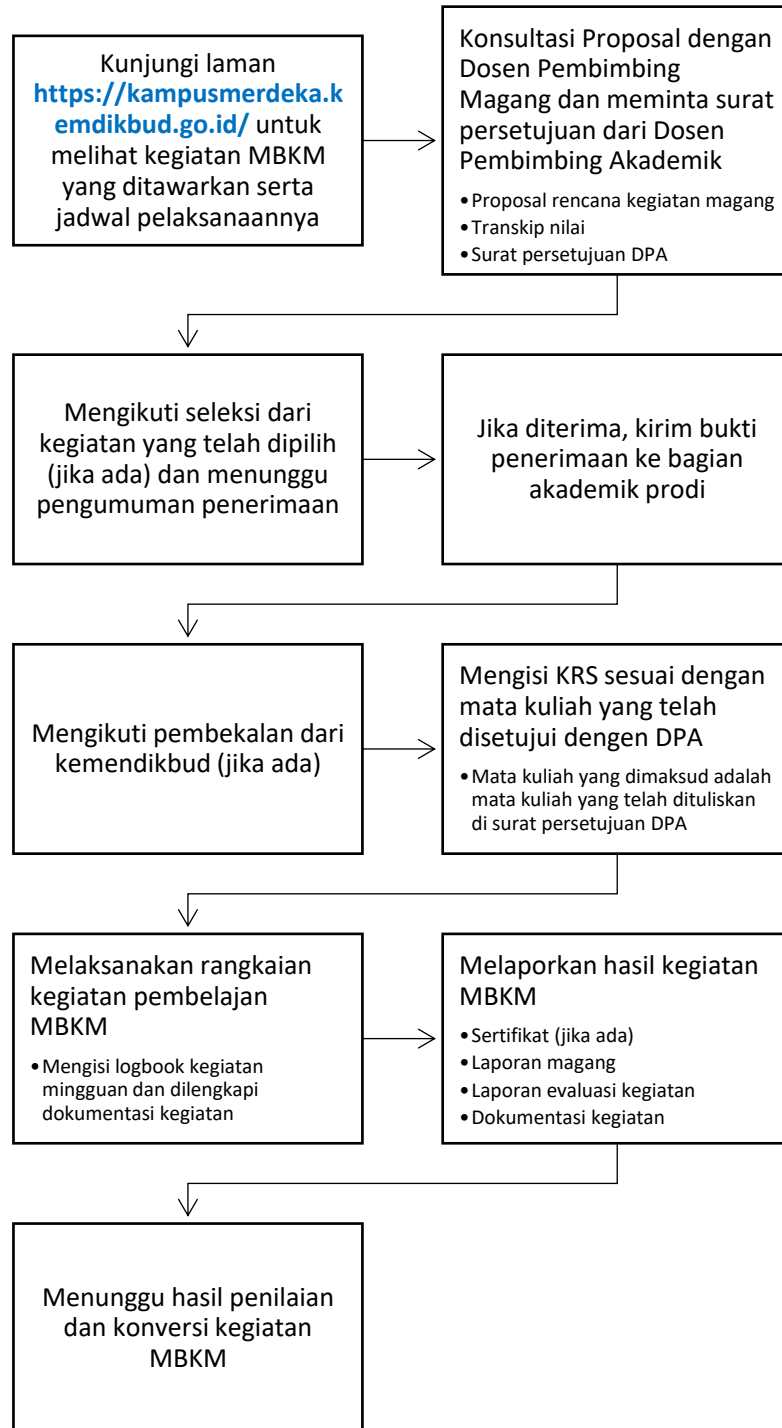 Kunjungi laman
https://kampusmerdeka.k
emdikbud.go.id/ untuk
melihat kegiatan MBKM
yang ditawarkan serta
jadwal pelaksanaannya
Konsultasi Proposal dengan
Dosen Pembimbing
Magang dan meminta surat
persetujuan dari Dosen
Pembimbing Akademik
•Proposal rencana kegiatan magang
•Transkip nilai
•Surat persetujuan DPA
Mengikuti seleksi dari
kegiatan yang telah dipilih
(jika ada) dan menunggu
pengumuman penerimaan
Jika diterima, kirim bukti
penerimaan ke bagian
akademik prodi
Mengikuti pembekalan dari
kemendikbud (jika ada)
Mengisi KRS sesuai dengan
mata kuliah yang telah
disetujui dengen DPA
•Mata kuliah yang dimaksud adalah
mata kuliah yang telah dituliskan
di surat persetujuan DPA
Melaksanakan rangkaian
kegiatan pembelajan
MBKM
•Mengisi logbook kegiatan
mingguan dan dilengkapi
dokumentasi kegiatan
Melaporkan hasil kegiatan
MBKM
•Sertifikat (jika ada)
•Laporan magang
•Laporan evaluasi kegiatan
•Dokumentasi kegiatan
Menunggu hasil penilaian
dan konversi kegiatan
MBKM